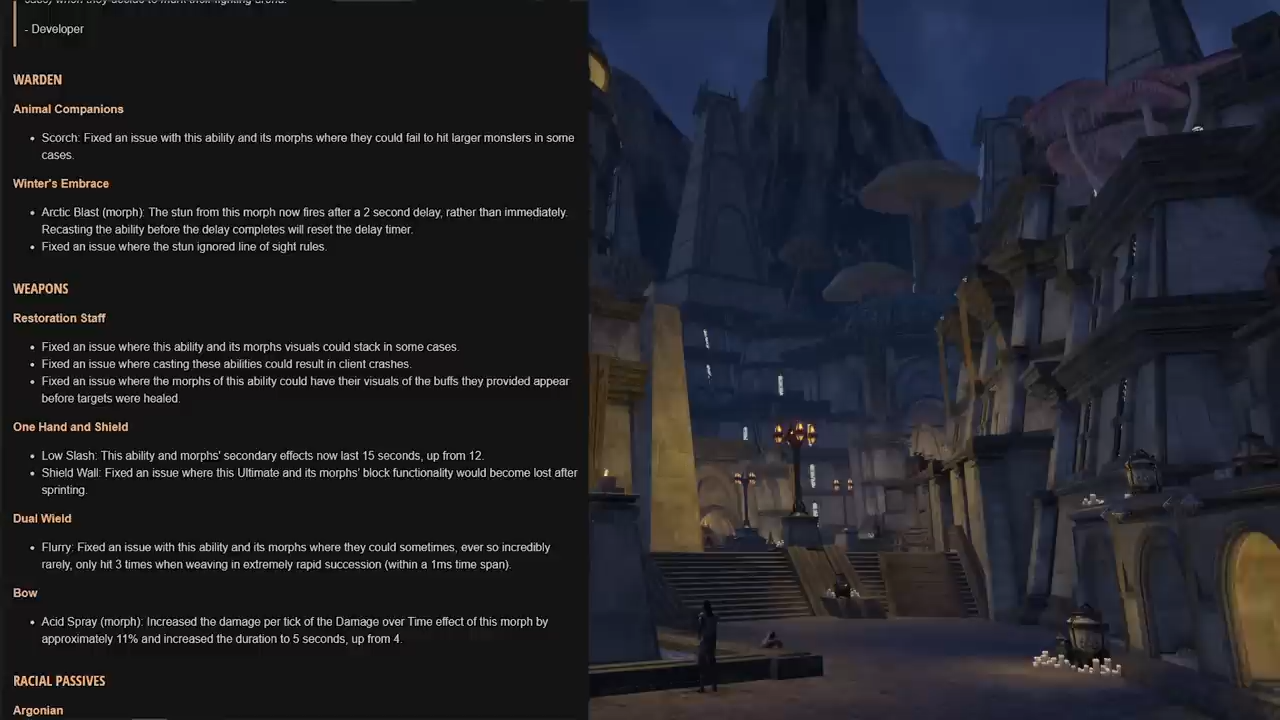 - Developer
WARDEN
Animal Companions
• Scorch: Fixed an issue with this ability and its morphs where they could fail to hit larger monsters in some
cases.
Winter's Embrace
• Arctic Blast (morph): The stun from this morph now fires after a 2 second delay, rather than immediately.
Recasting the ability before the delay completes will reset the delay timer.
• Fixed an issue where the stun ignored line of sight rules.
WEAPONS
Restoration Staff
• Fixed an issue where this ability and its morphs visuals could stack in some cases.
• Fixed an issue where casting these abilities could result in client crashes.
• Fixed an issue where the morphs of this ability could have their visuals of the buffs they provided appear
before targets were healed.
One Hand and Shield
• Low Slash: This ability and morphs' secondary effects now last 15 seconds, up from 12.
• Shield Wall: Fixed an issue where this Ultimate and its morphs' block functionality would become lost after
sprinting.
Dual Wield
• Flurry: Fixed an issue with this ability and its morphs where they could sometimes, ever so incredibly
rarely, only hit 3 times when weaving in extremely rapid succession (within a 1ms time span).
Bow
• Acid Spray (morph): Increased the damage per tick of the Damage over Time effect of this morph by
approximately 11% and increased the duration to 5 seconds, up from 4.
RACIAL PASSIVES
Argonian